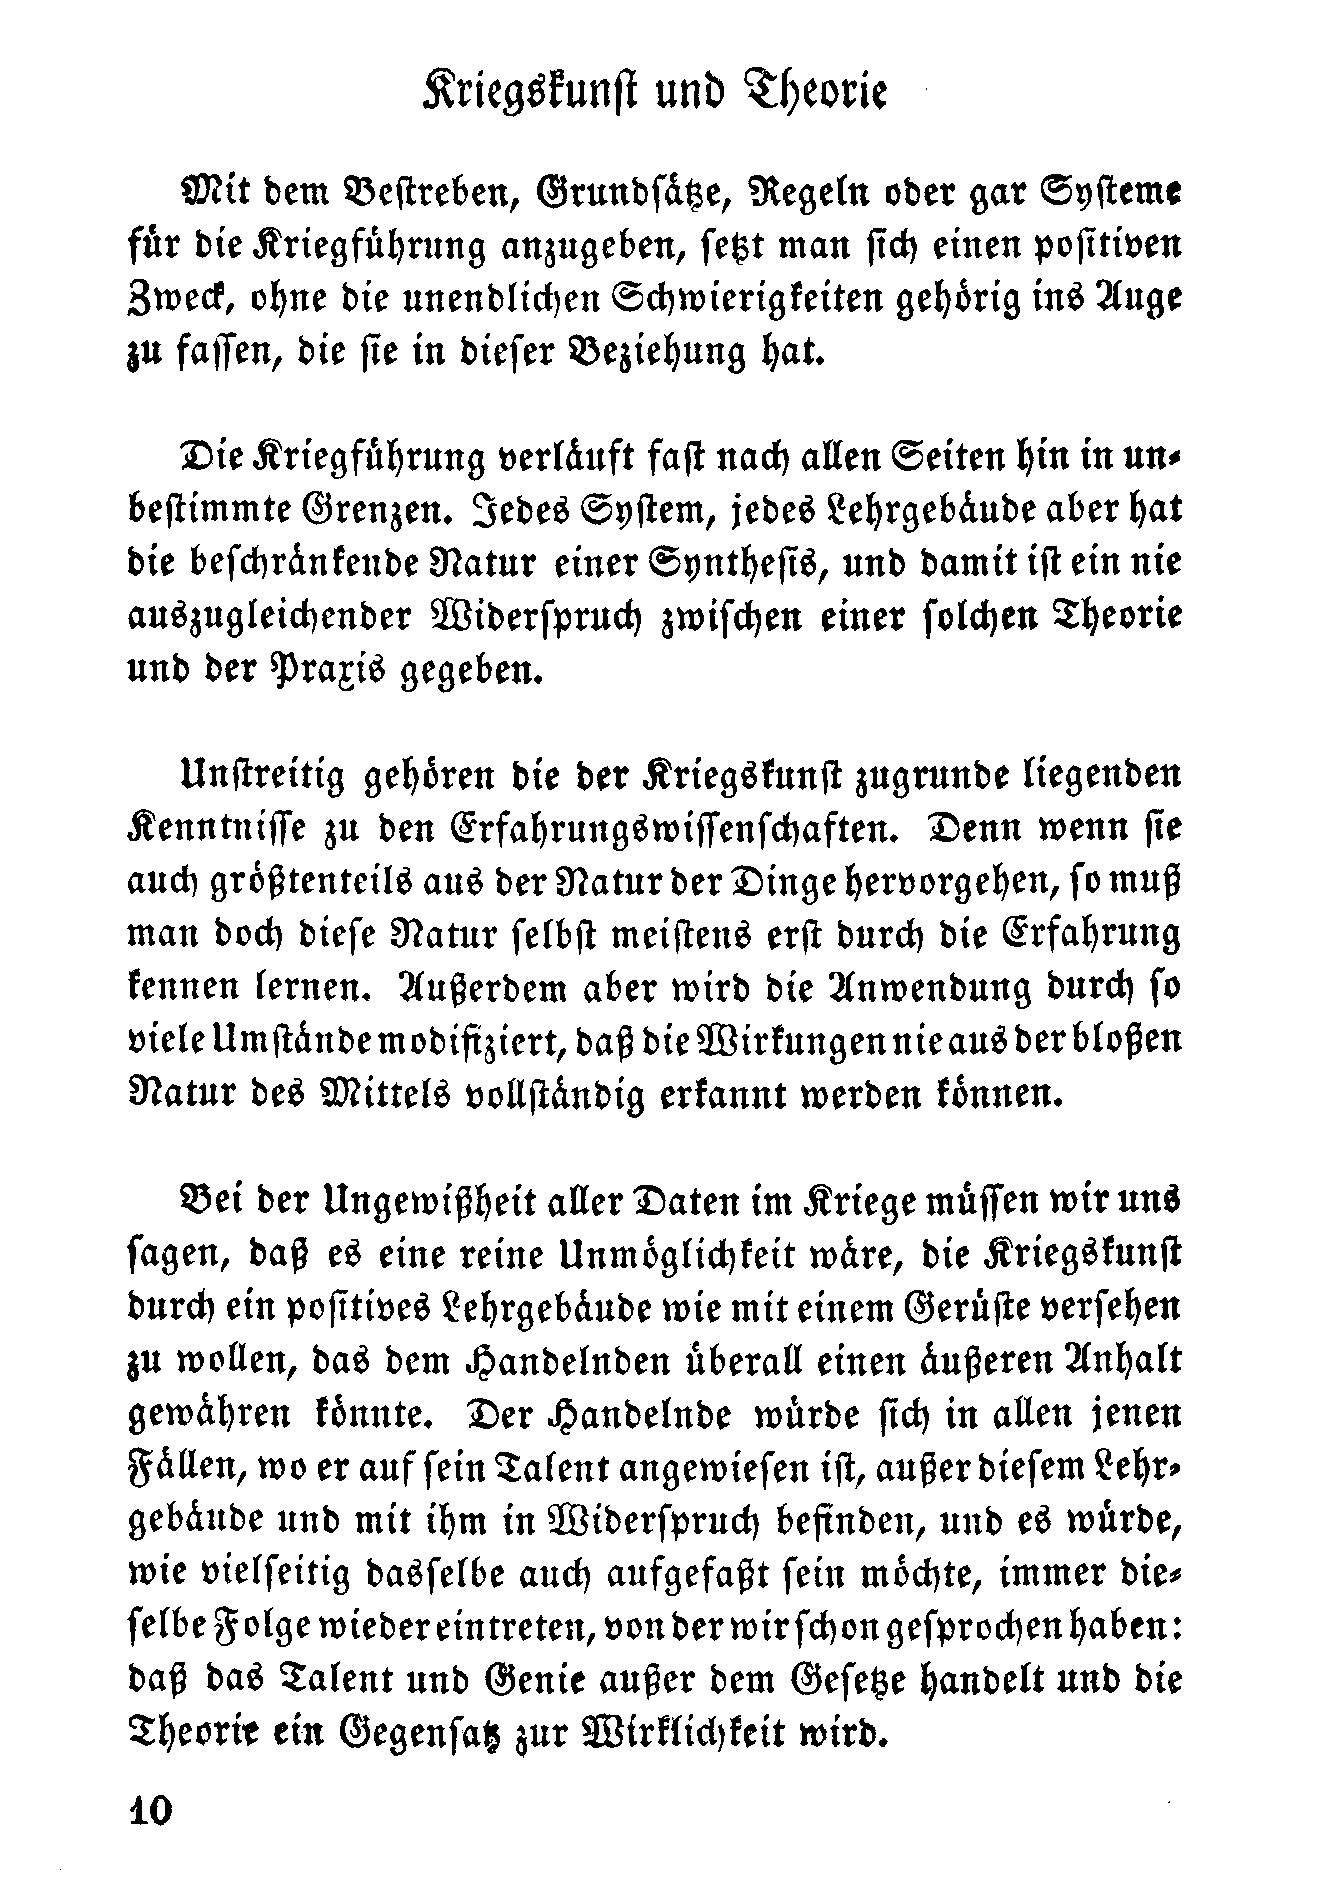 Kriegskunst und Theorie
Mit dem Bestreben, Grundsätze, Regeln oder gar Systeme
für die Kriegführung anzugeben, setzt man sich einen positiven
Zweck, ohne die unendlichen Schwierigkeiten gehörig ins Auge
zu fassen, die sie in dieser Beziehung hat.
Die Kriegführung verläuft fast nach allen Seiten hin in un-
bestimmte Grenzen. Jedes System, jedes Lehrgebäude aber hat
die beschränkende Natur einer Synthesis, und damit ist ein nie
auszugleichender Widerspruch zwischen einer solchen Theorie
und der Praxis gegeben.
Unstreitig gehören die der Kriegskunst zugrunde liegenden
Kenntnisse zu den Erfahrungswissenschaften. Denn wenn sie
auch größtenteils aus der Natur der Dinge hervorgehen, so muß
man doch diese Natur selbst meistens erst durch die Erfahrung
kennen lernen. Außerdem aber wird die Anwendung durch so
viele Umstände modifiziert, daß die Wirkungen nie aus der bloßen
Natur des Mittels vollständig erkannt werden können.
Bei der Ungewißheit aller Daten im Kriege müssen wir uns
sagen, daß es eine reine Unmöglichkeit wäre, die Kriegskunst
durch ein positives Lehrgebäude wie mit einem Gerüste versehen
zu wollen, das dem Handelnden überall einen äußeren Anhalt
gewähren könnte. Der Handelnde würde sich in allen jenen
Fällen, wo er auf sein Talent angewiesen ist, außer diesem Lehr-
gebäude und mit ihm in Widerspruch befinden, und es würde,
wie vielseitig dasselbe auch aufgefaßt sein möchte, immer die-
selbe Folge wieder eintreten, von der wir schon gesprochen haben:
daß das Talent und Genie außer dem Gesetze handelt und die
Theorie ein Gegensatz zur Wirklichkeit wird.
10